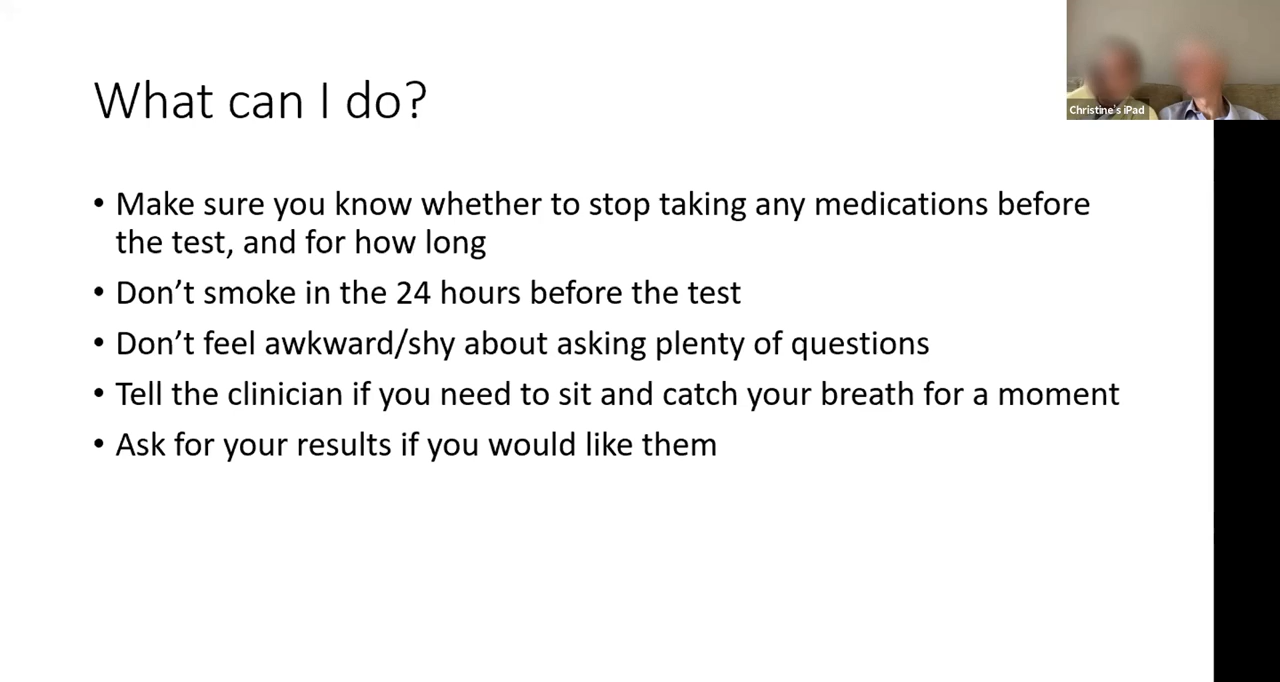 What can I do?
Christine's iPad
• Make sure you know whether to stop taking any medications before
the test, and for how long
• Don’t smoke in the 24 hours before the test
• Don’t feel awkward/shy about asking plenty of questions
• Tell the clinician if you need to sit and catch your breath for a moment
• Ask for your results if you would like them